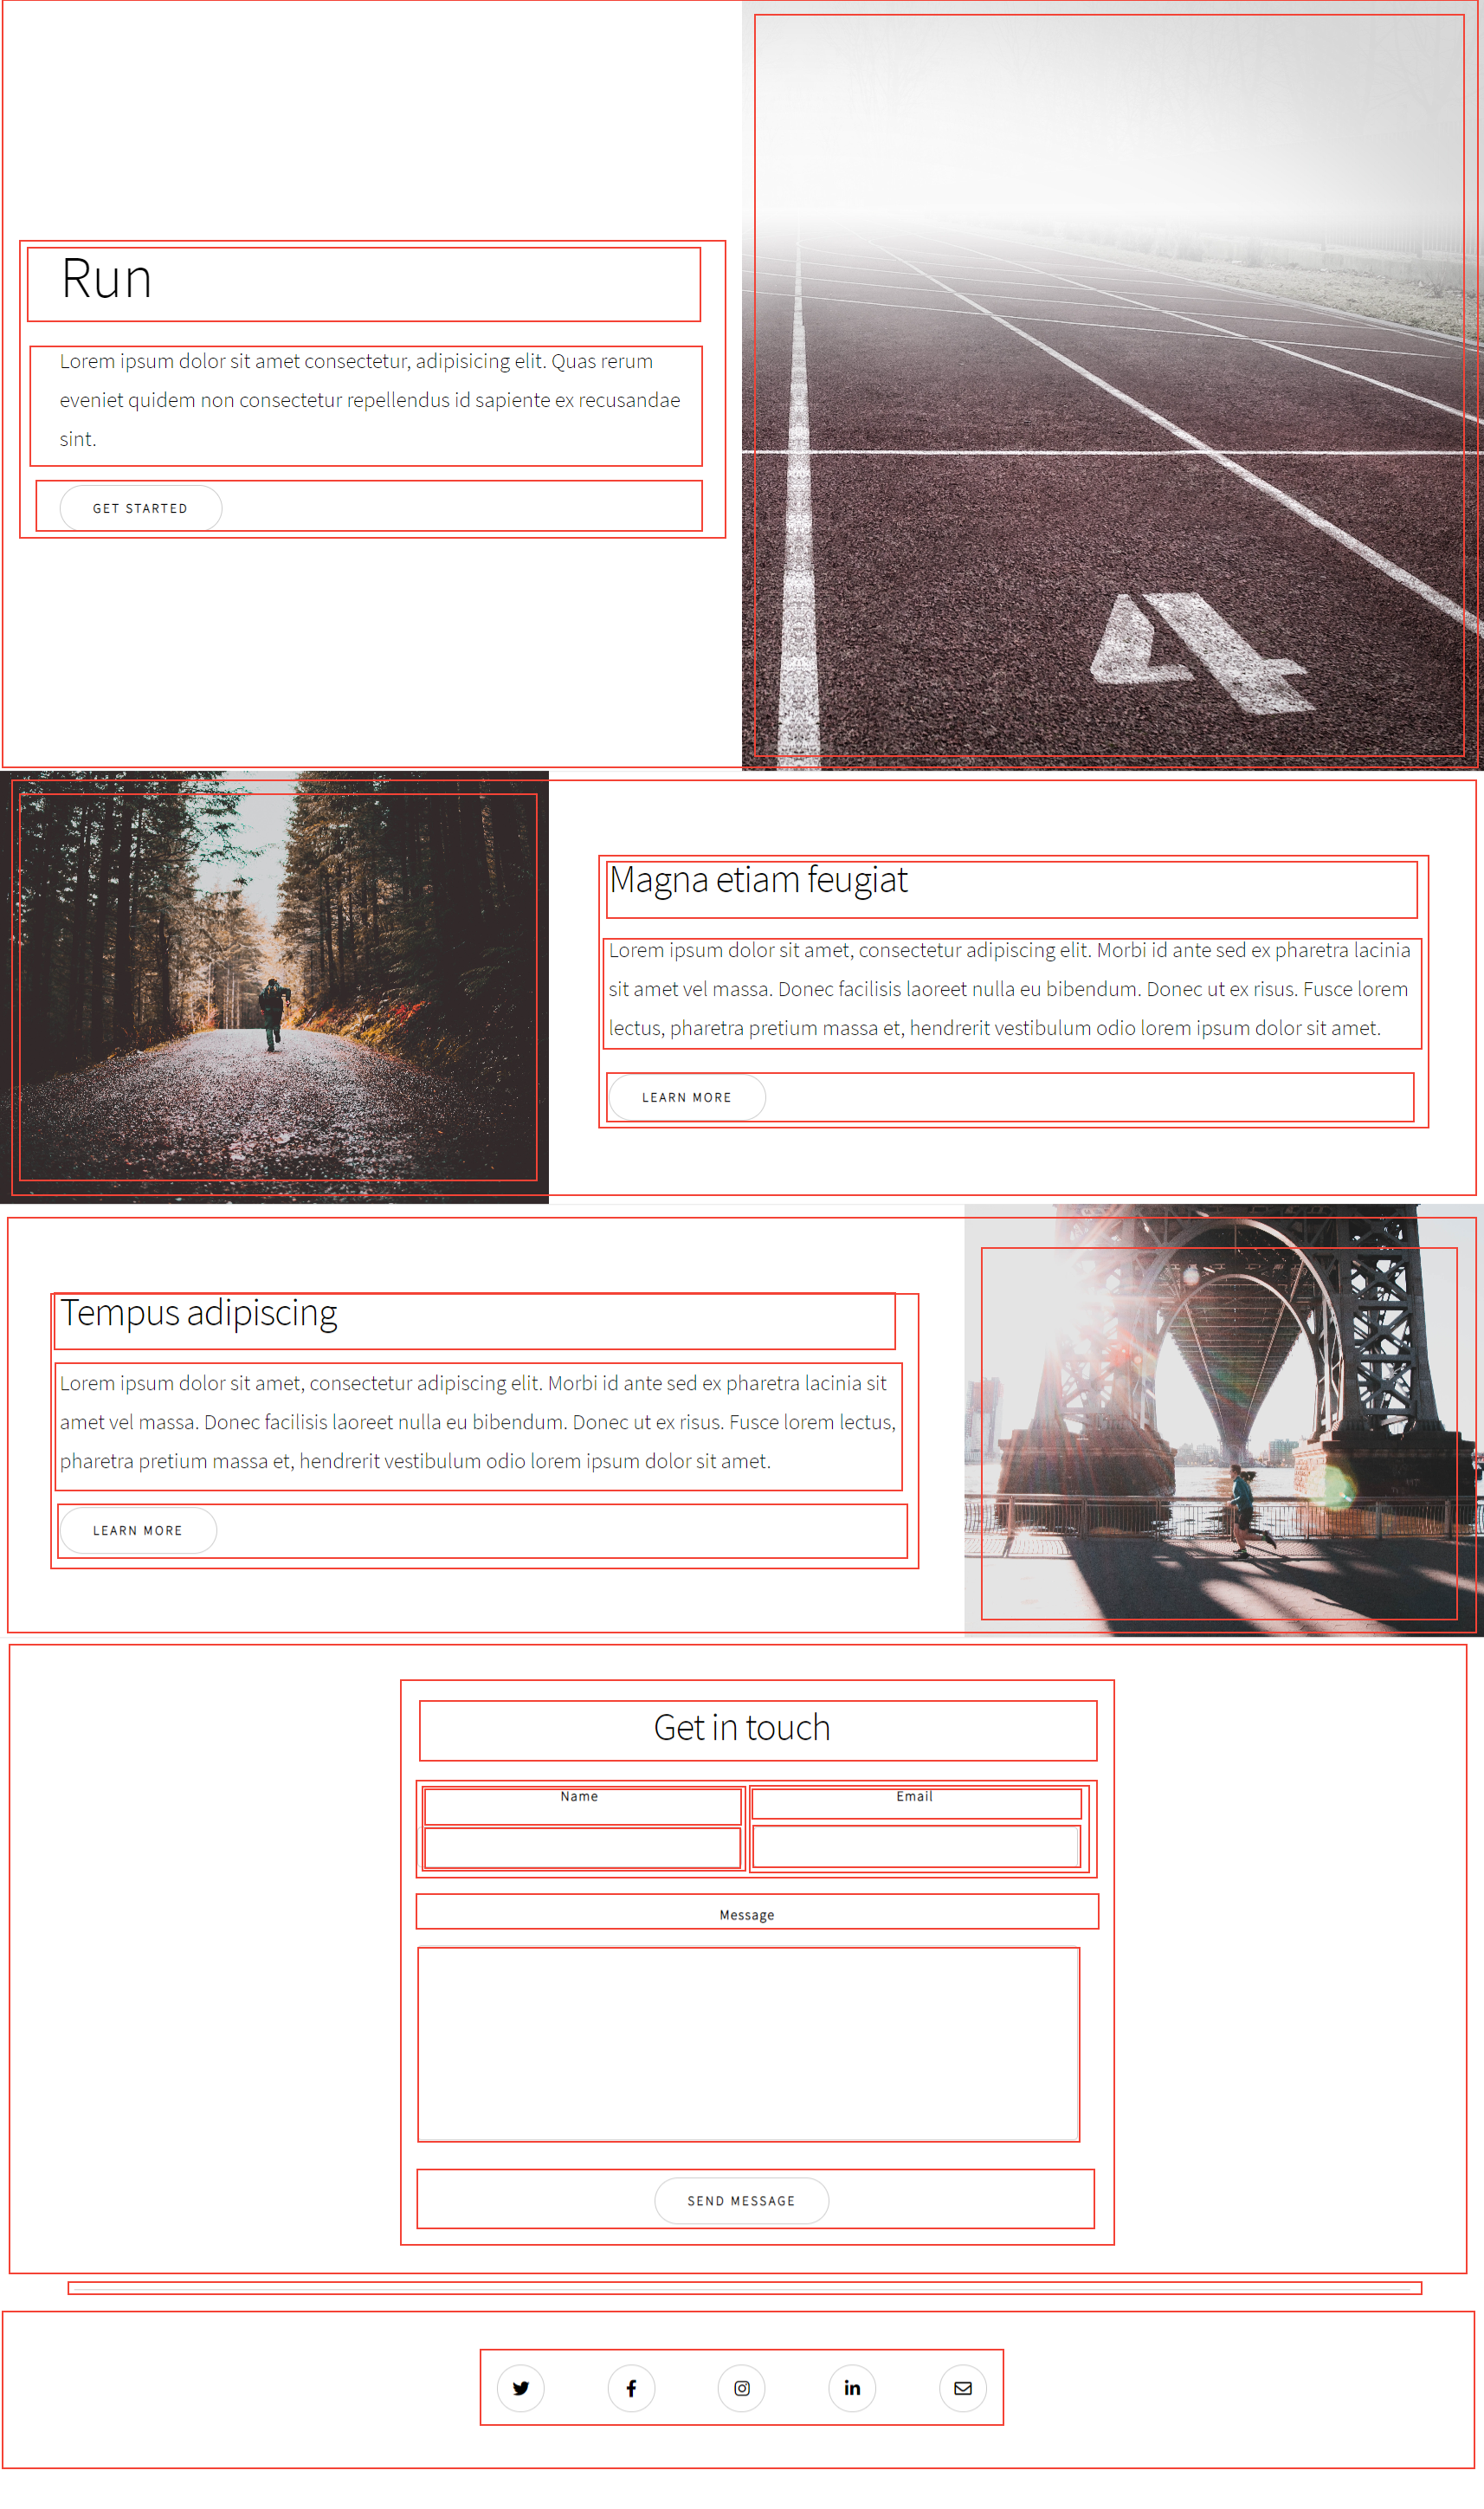 Run
Lorem ipsum dolor sit amet consectetur, adipisicing elit. Quas rerum
eveniet quidem non consectetur repellendus id sapiente ex recusandae
sint.
GET STARTED
4
Magna etiam feugiat
Lorem ipsum dolor sit amet, consectetur adipiscing elit. Morbi id ante sed ex pharetra lacinia
sit amet vel massa. Donec facilisis laoreet nulla eu bibendum. Donec ut ex risus. Fusce lorem
lectus, pharetra pretium massa et, hendrerit vestibulum odio lorem ipsum dolor sit amet.
LEARN MORE
Tempus adipiscing
Lorem ipsum dolor sit amet, consectetur adipiscing elit. Morbi id ante sed ex pharetra lacinia sit
amet vel massa. Donec facilisis laoreet nulla eu bibendum. Donec ut ex risus. Fusce lorem lectus,
pharetra pretium massa et, hendrerit vestibulum odio lorem ipsum dolor sit amet.
LEARN MORE
Get in touch
Name
Email
Message
SEND MESSAGE